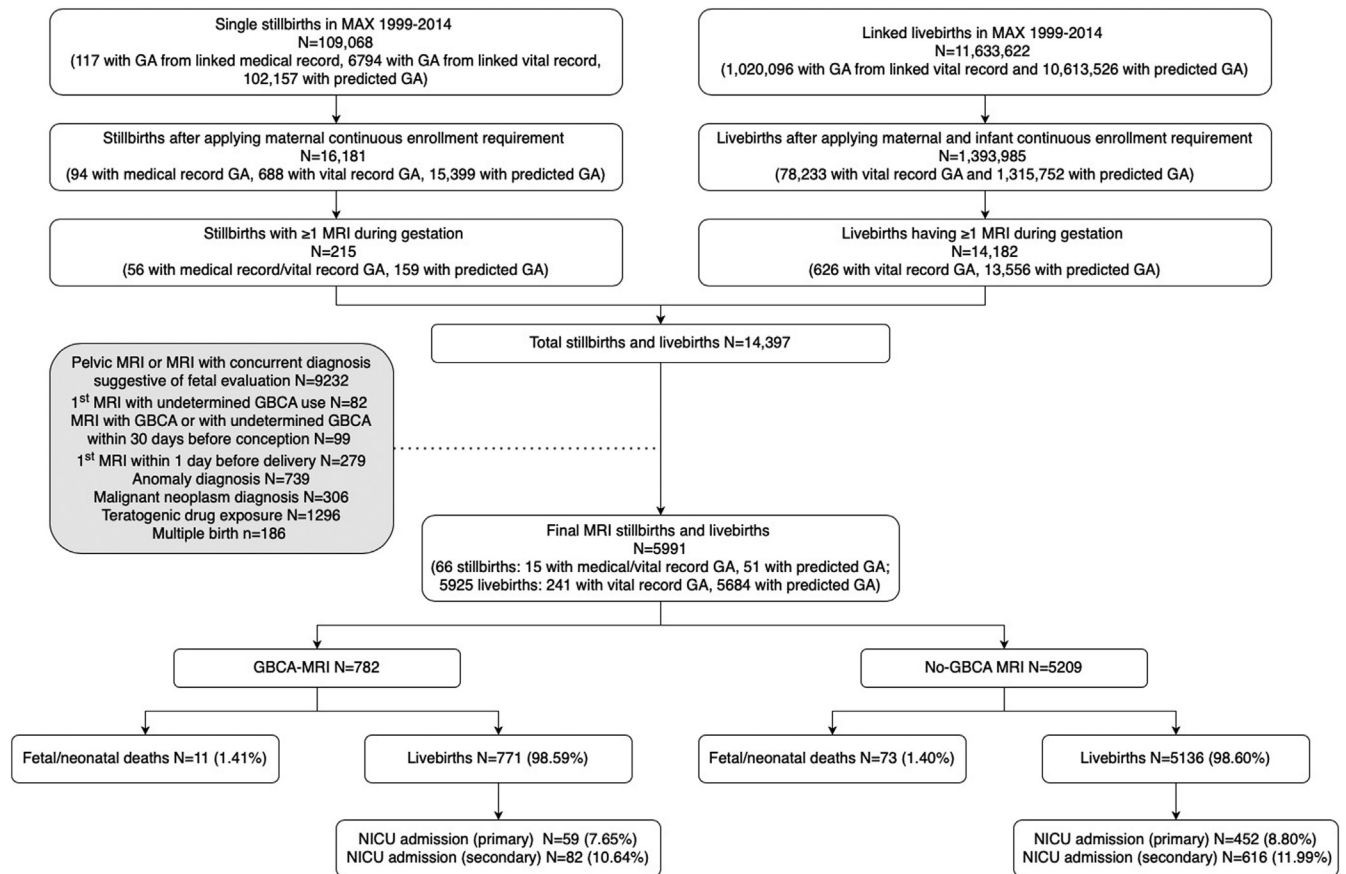 Single stillbirths in MAX 1999-2014
N=109,068
(117 with GA from linked medical record, 6794 with GA from linked vital record,
102,157 with predicted GA)
Linked livebirths in MAX 1999-2014
N=11,633,622
(1,020,096 with GA from linked vital record and 10,613,526 with predicted GA)
Stillbirths after applying maternal continuous enrollment requirement
N=16,181
(94 with medical record GA, 688 with vital record GA, 15,399 with predicted GA)
Livebirths after applying maternal and infant continuous enrollment requirement
N=1,393,985
(78,233 with vital record GA and 1,315,752 with predicted GA)
Stillbirths with ≥1 MRI during gestation
N=215
(56 with medical record/vital record GA, 159 with predicted GA)
Livebirths having ≥1 MRI during gestation
N=14,182
(626 with vital record GA, 13,556 with predicted GA)
Total stillbirths and livebirths N=14,397
Pelvic MRI or MRI with concurrent diagnosis
suggestive of fetal evaluation N=9232
1st MRI with undetermined GBCA use N=82
MRI with GBCA or with undetermined GBCA
within 30 days before conception N=99
1st MRI within 1 day before delivery N=279
Anomaly diagnosis N=739
Malignant neoplasm diagnosis N=306
Teratogenic drug exposure N=1296
Multiple birth n=186
Final MRI stillbirths and livebirths
N=5991
(66 stillbirths: 15 with medical/vital record GA, 51 with predicted GA;
5925 livebirths: 241 with vital record GA, 5684 with predicted GA)
GBCA-MRI N=782
No-GBCA MRI N=5209
Fetal/neonatal deaths N=11 (1.41%)
Livebirths N=771 (98.59%)
Fetal/neonatal deaths N=73 (1.40%)
Livebirths N=5136 (98.60%)
NICU admission (primary) N=59 (7.65%)
NICU admission (secondary) N=82 (10.64%)
NICU admission (primary) N=452 (8.80%)
NICU admission (secondary) N=616 (11.99%)